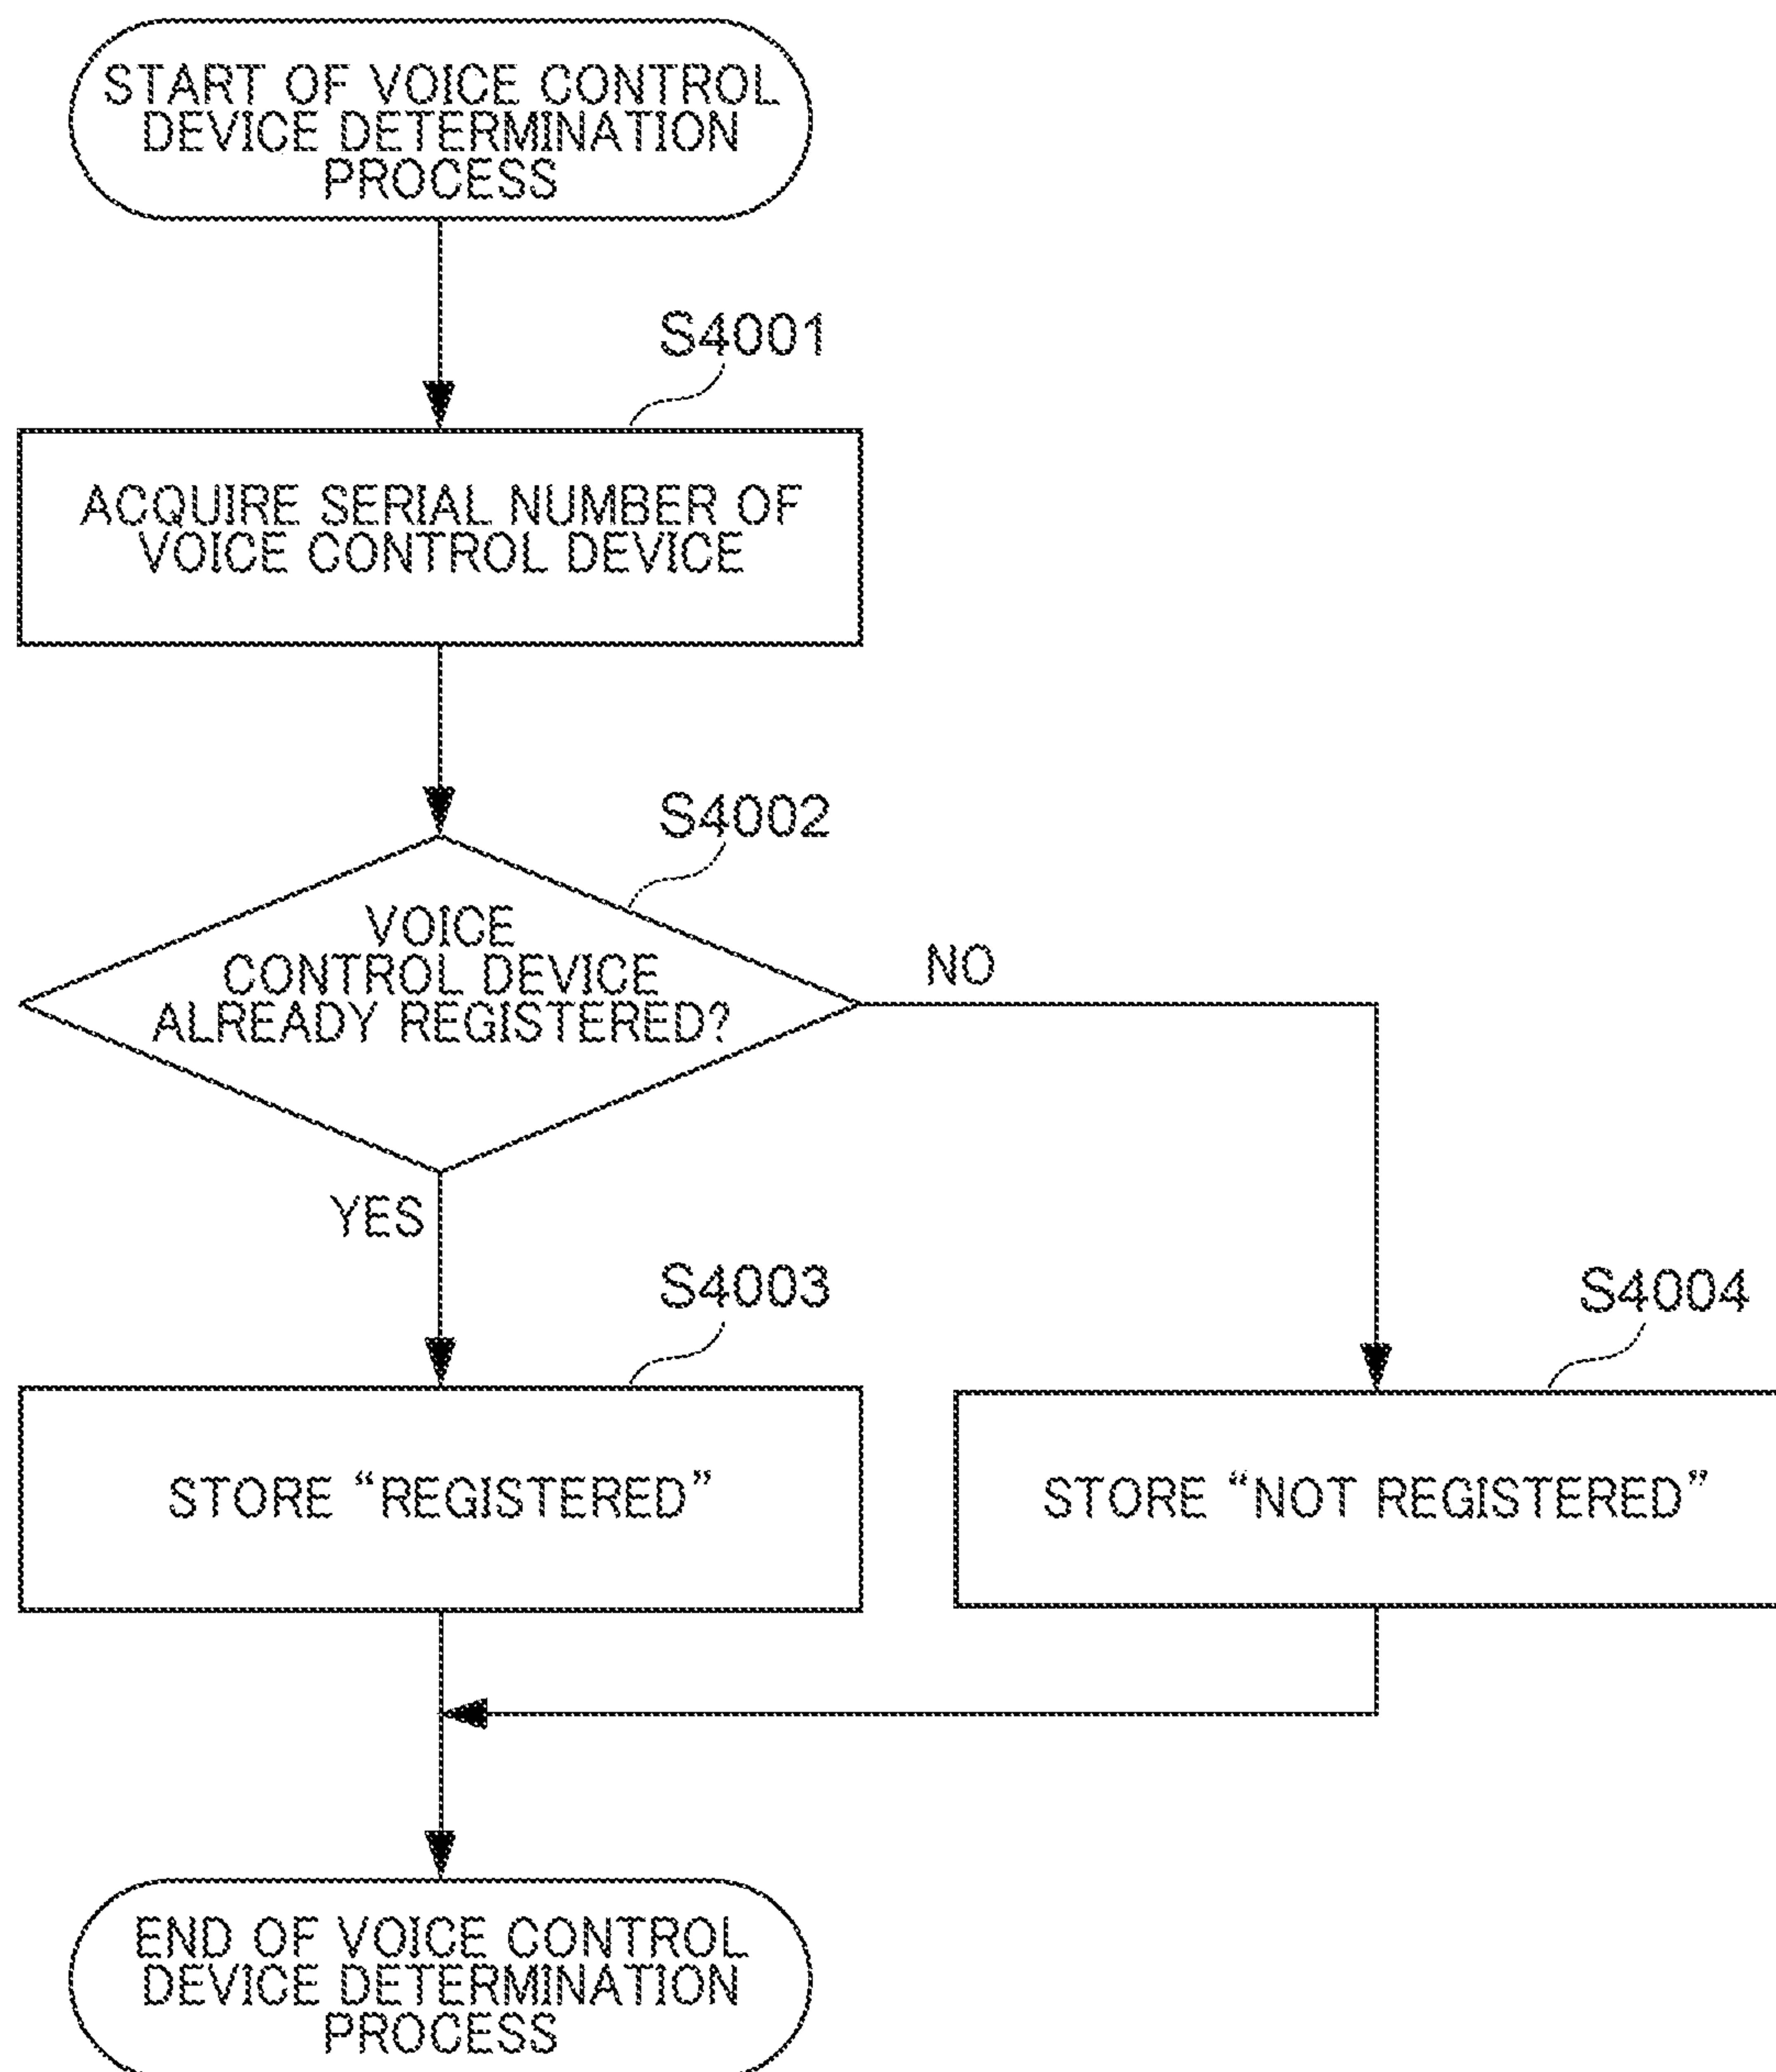 START OF VOICE CONTROL
DEVICE DETERMINATION
PROCESS
S4001
ACQUIRE SERIAL NUMBER OF
VOICE CONTROL DEVICE
S4002
VOICE
CONTROL DEVICE
ALREADY REGISTERED?
NO
YES
S4003
S4004
STORE “REGISTERED”
STORE “NOT REGISTERED”
END OF VOICE CONTROL
DEVICE DETERMINATION
PROCESS